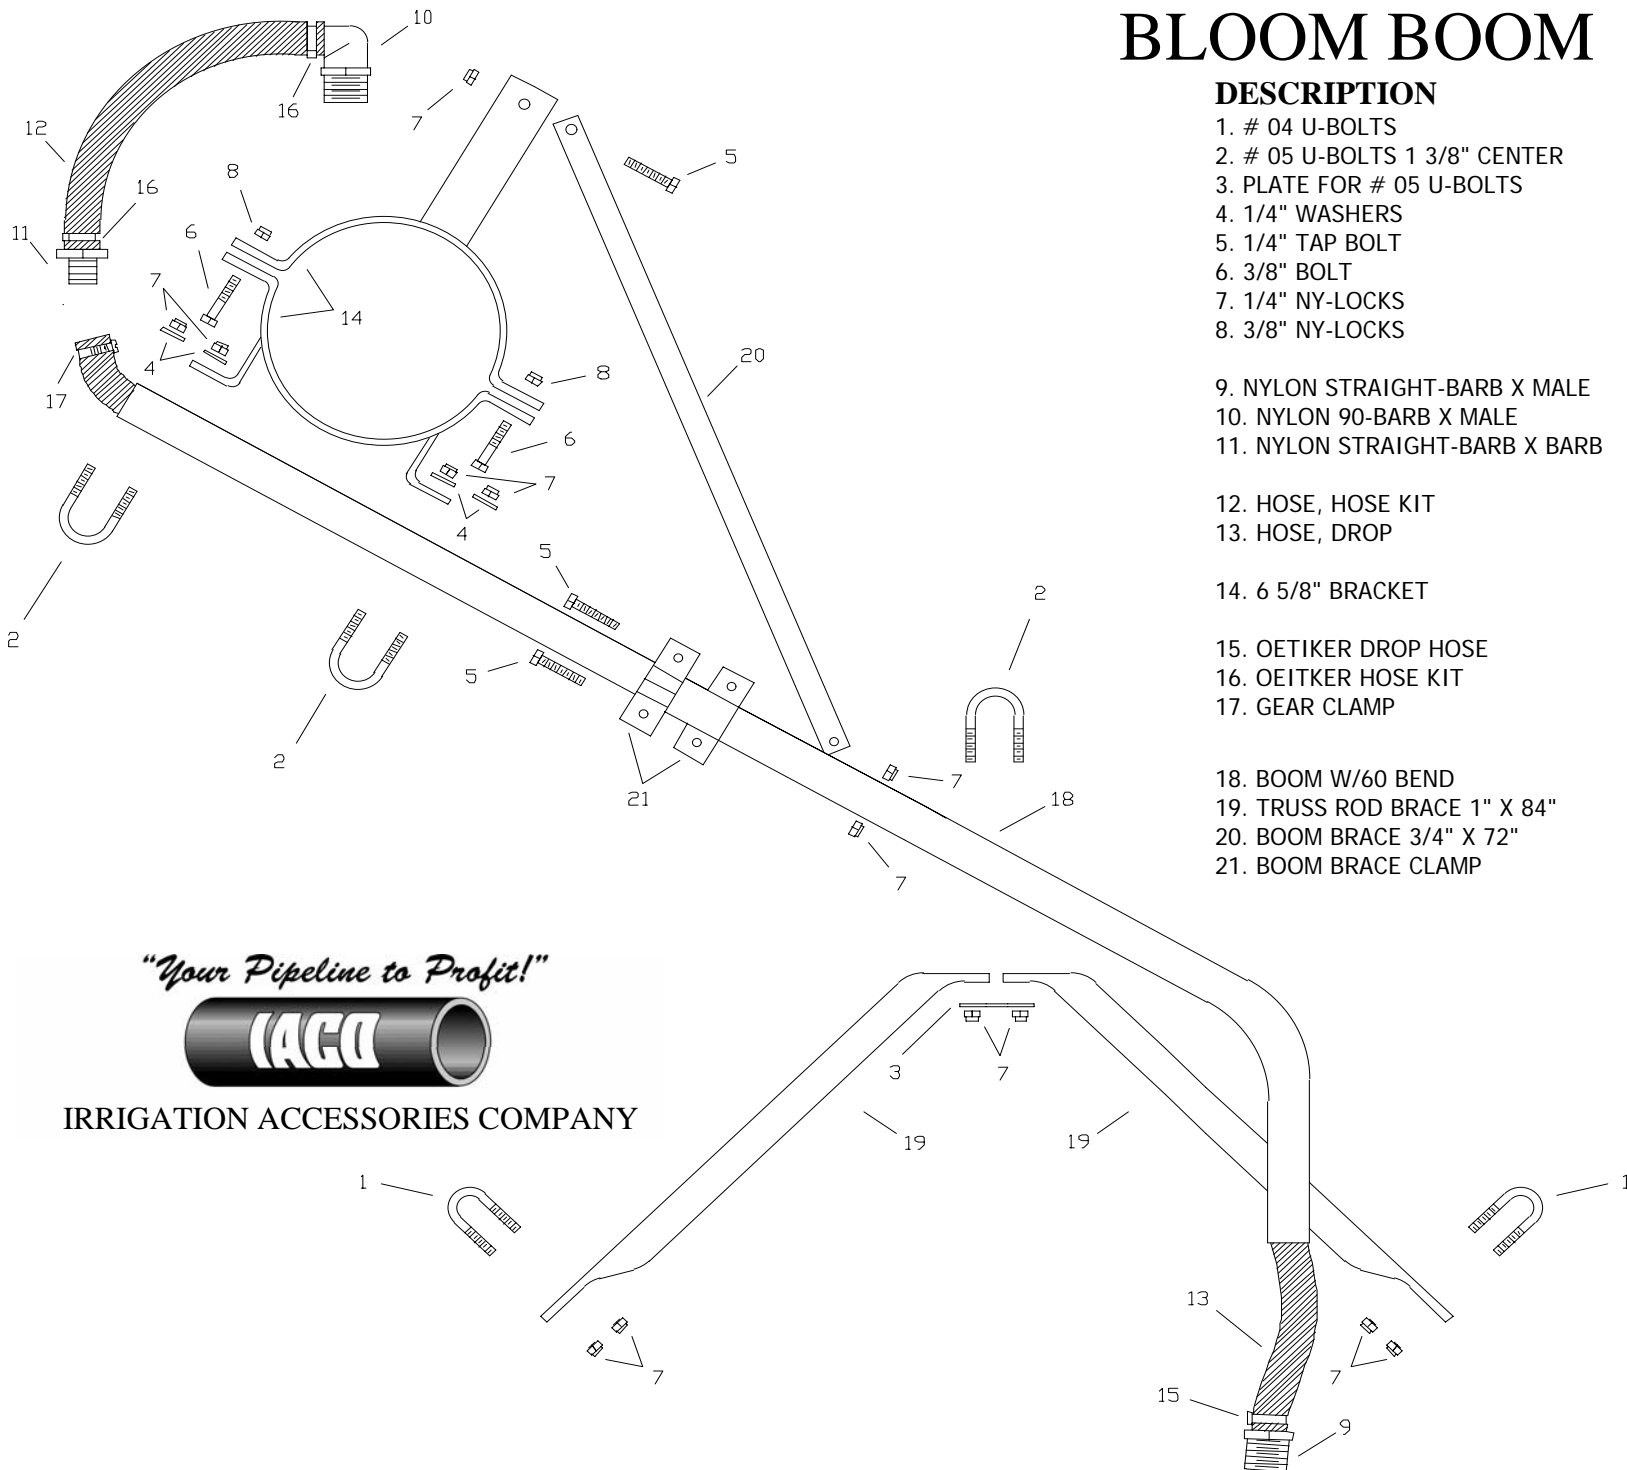 BLOOM BOOM
DESCRIPTION
1. # 04 U-BOLTS
2. # 05 U-BOLTS 1 3/8" CENTER
3. PLATE FOR # 05 U-BOLTS
4. 1/4" WASHERS
5. 1/4" TAP BOLT
6. 3/8" BOLT
7. 1/4" NY-LOCKS
8. 3/8" NY-LOCKS
9. NYLON STRAIGHT-BARB X MALE
10. NYLON 90-BARB X MALE
11. NYLON STRAIGHT-BARB X BARB
12. HOSE, HOSE KIT
13. HOSE, DROP
14. 6 5/8" BRACKET
15. OETIKER DROP HOSE
16. OEITKER HOSE KIT
17. GEAR CLAMP
18. BOOM W/60 BEND
19. TRUSS ROD BRACE 1" X 84"
20. BOOM BRACE 3/4" X 72"
21. BOOM BRACE CLAMP
10
16
7
12
5
8
16
11
6
7
14
4
20
8
17
6
7
4
5
2
2
5
2
7
21
18
7
"Your Pipeline to Profit!"
IACO
IRRIGATION ACCESSORIES COMPANY
3
7
19
19
1
1
13
7
7
15
9